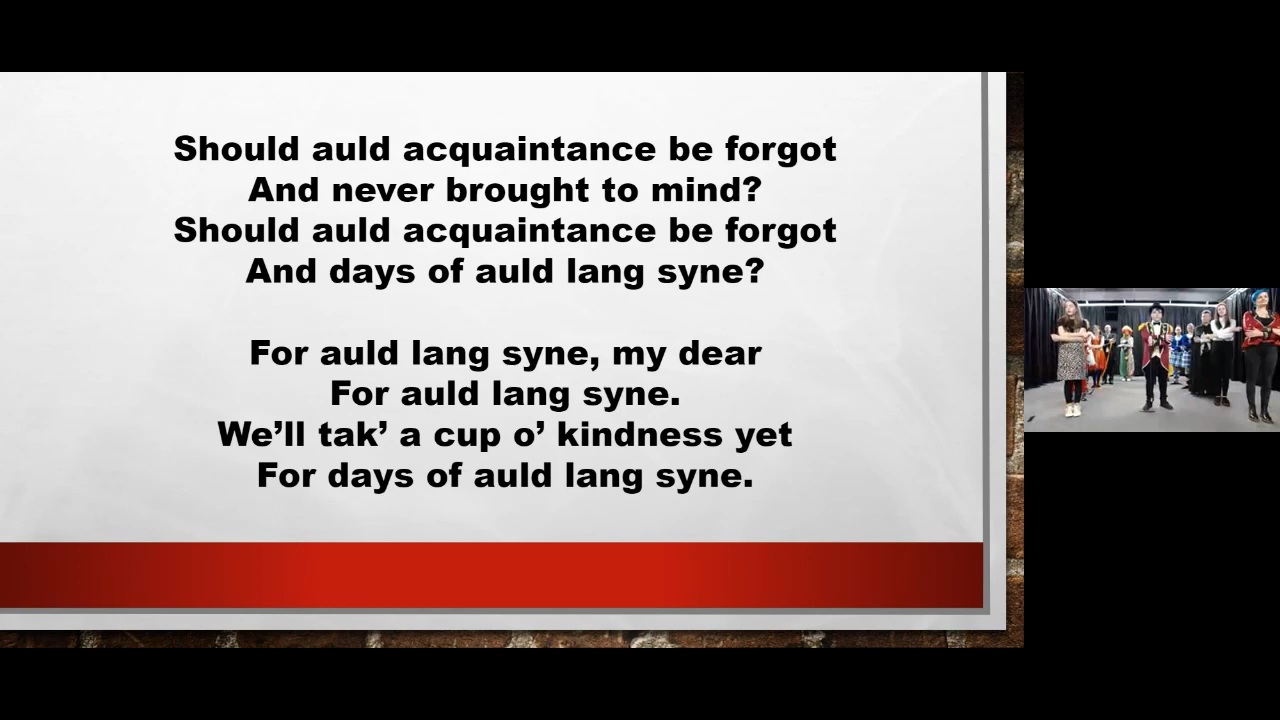 Should auld acquaintance be forgot
And never brought to mind?
Should auld acquaintance be forgot
And days of auld lang syne?
For auld lang syne, my dear
For auld lang syne.
We’ll tak’ a cup o’ kindness yet
For days of auld lang syne.